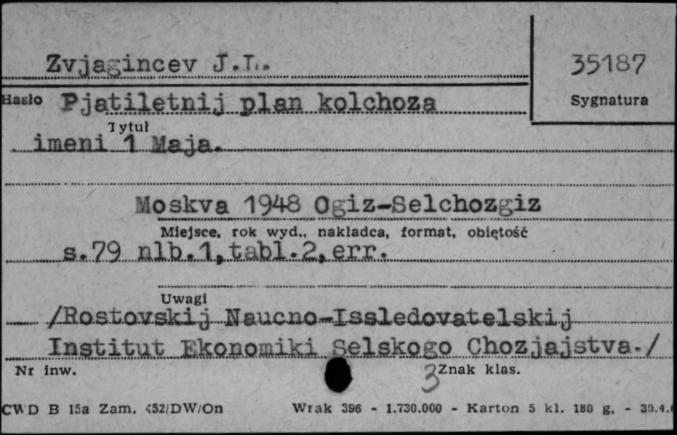 Zvjagincev J.L.
35187
Hasło Pjatiletnij plan kolchoza
Sygnatura
Tytuł
imeni 1 Maja.
Moskva 1948 Ogiz-Selchozgiz
Miejsce, rok wyd., nakładca, format, objętość
s.79 nlb.1,tabl.2,err.
Uwagi
/Rostovskij Naucno-Issledovatelskij
Institut Ekonomiki Selskogo Chozjajstva./
Nr inw.
3 Znak klas.
CWD B 15a Zam. 452/DW/On
Wrak 396 - 1.730.000 - Karton 5 kl. 180 g. - 30.4.